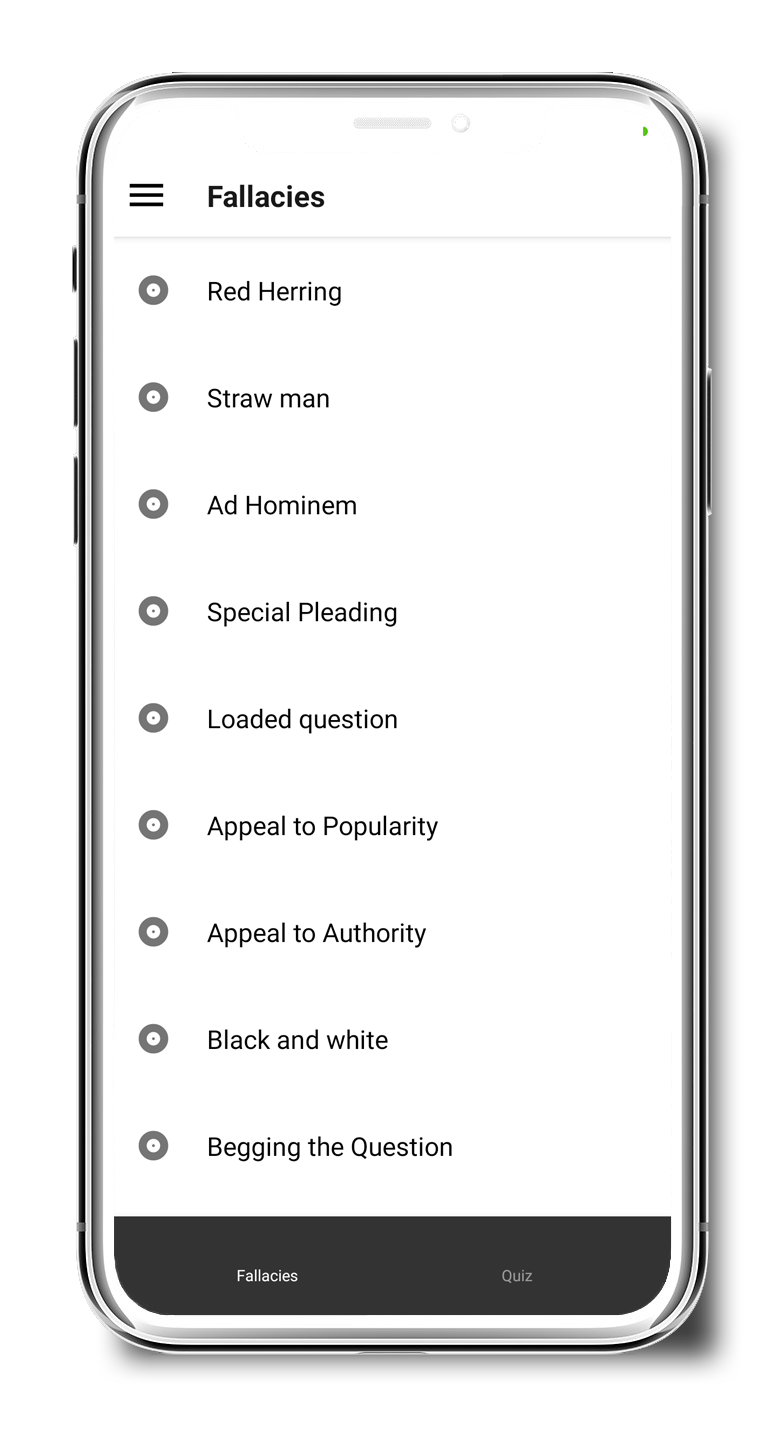 Fallacies
Red Herring
Straw man
Ad Hominem
Special Pleading
Loaded question
Appeal to Popularity
Appeal to Authority
Black and white
Begging the Question
Fallacies
Quiz